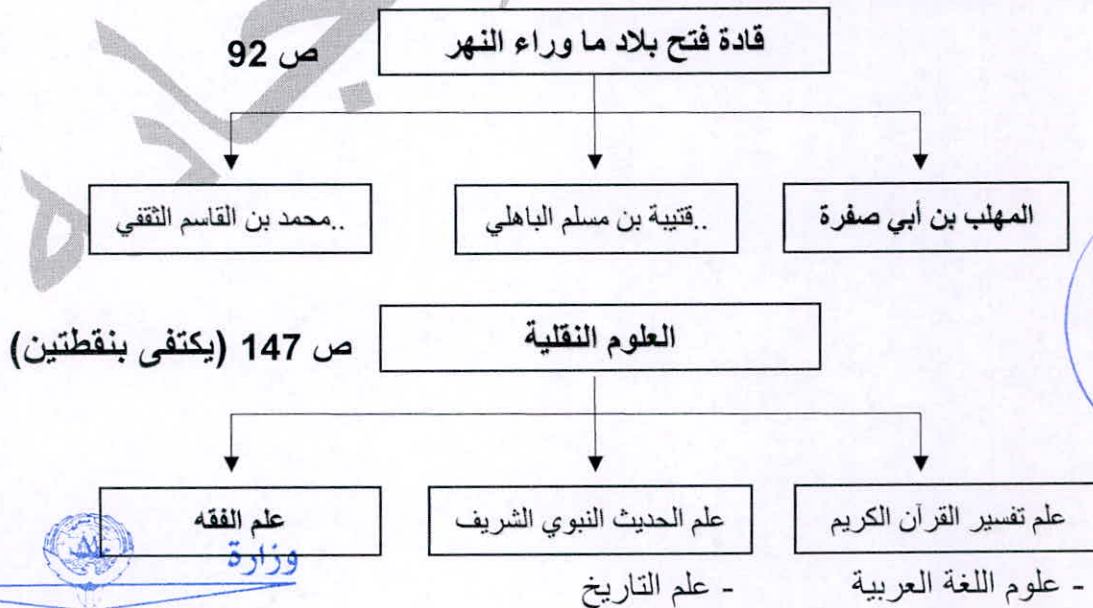 قادة فتح بلاد ما وراء النهر
ص 92
المهلب بن أبي صفرة
..قتيبة بن مسلم الباهلي
..محمد بن القاسم الثقفي
العلوم النقلية
ص 147 (يكتفى بنقطتين)
علم تفسير القرآن الكريم
علم الحديث النبوي الشريف
علم الفقه
- علوم اللغة العربية
- علم التاريخ
وزارة